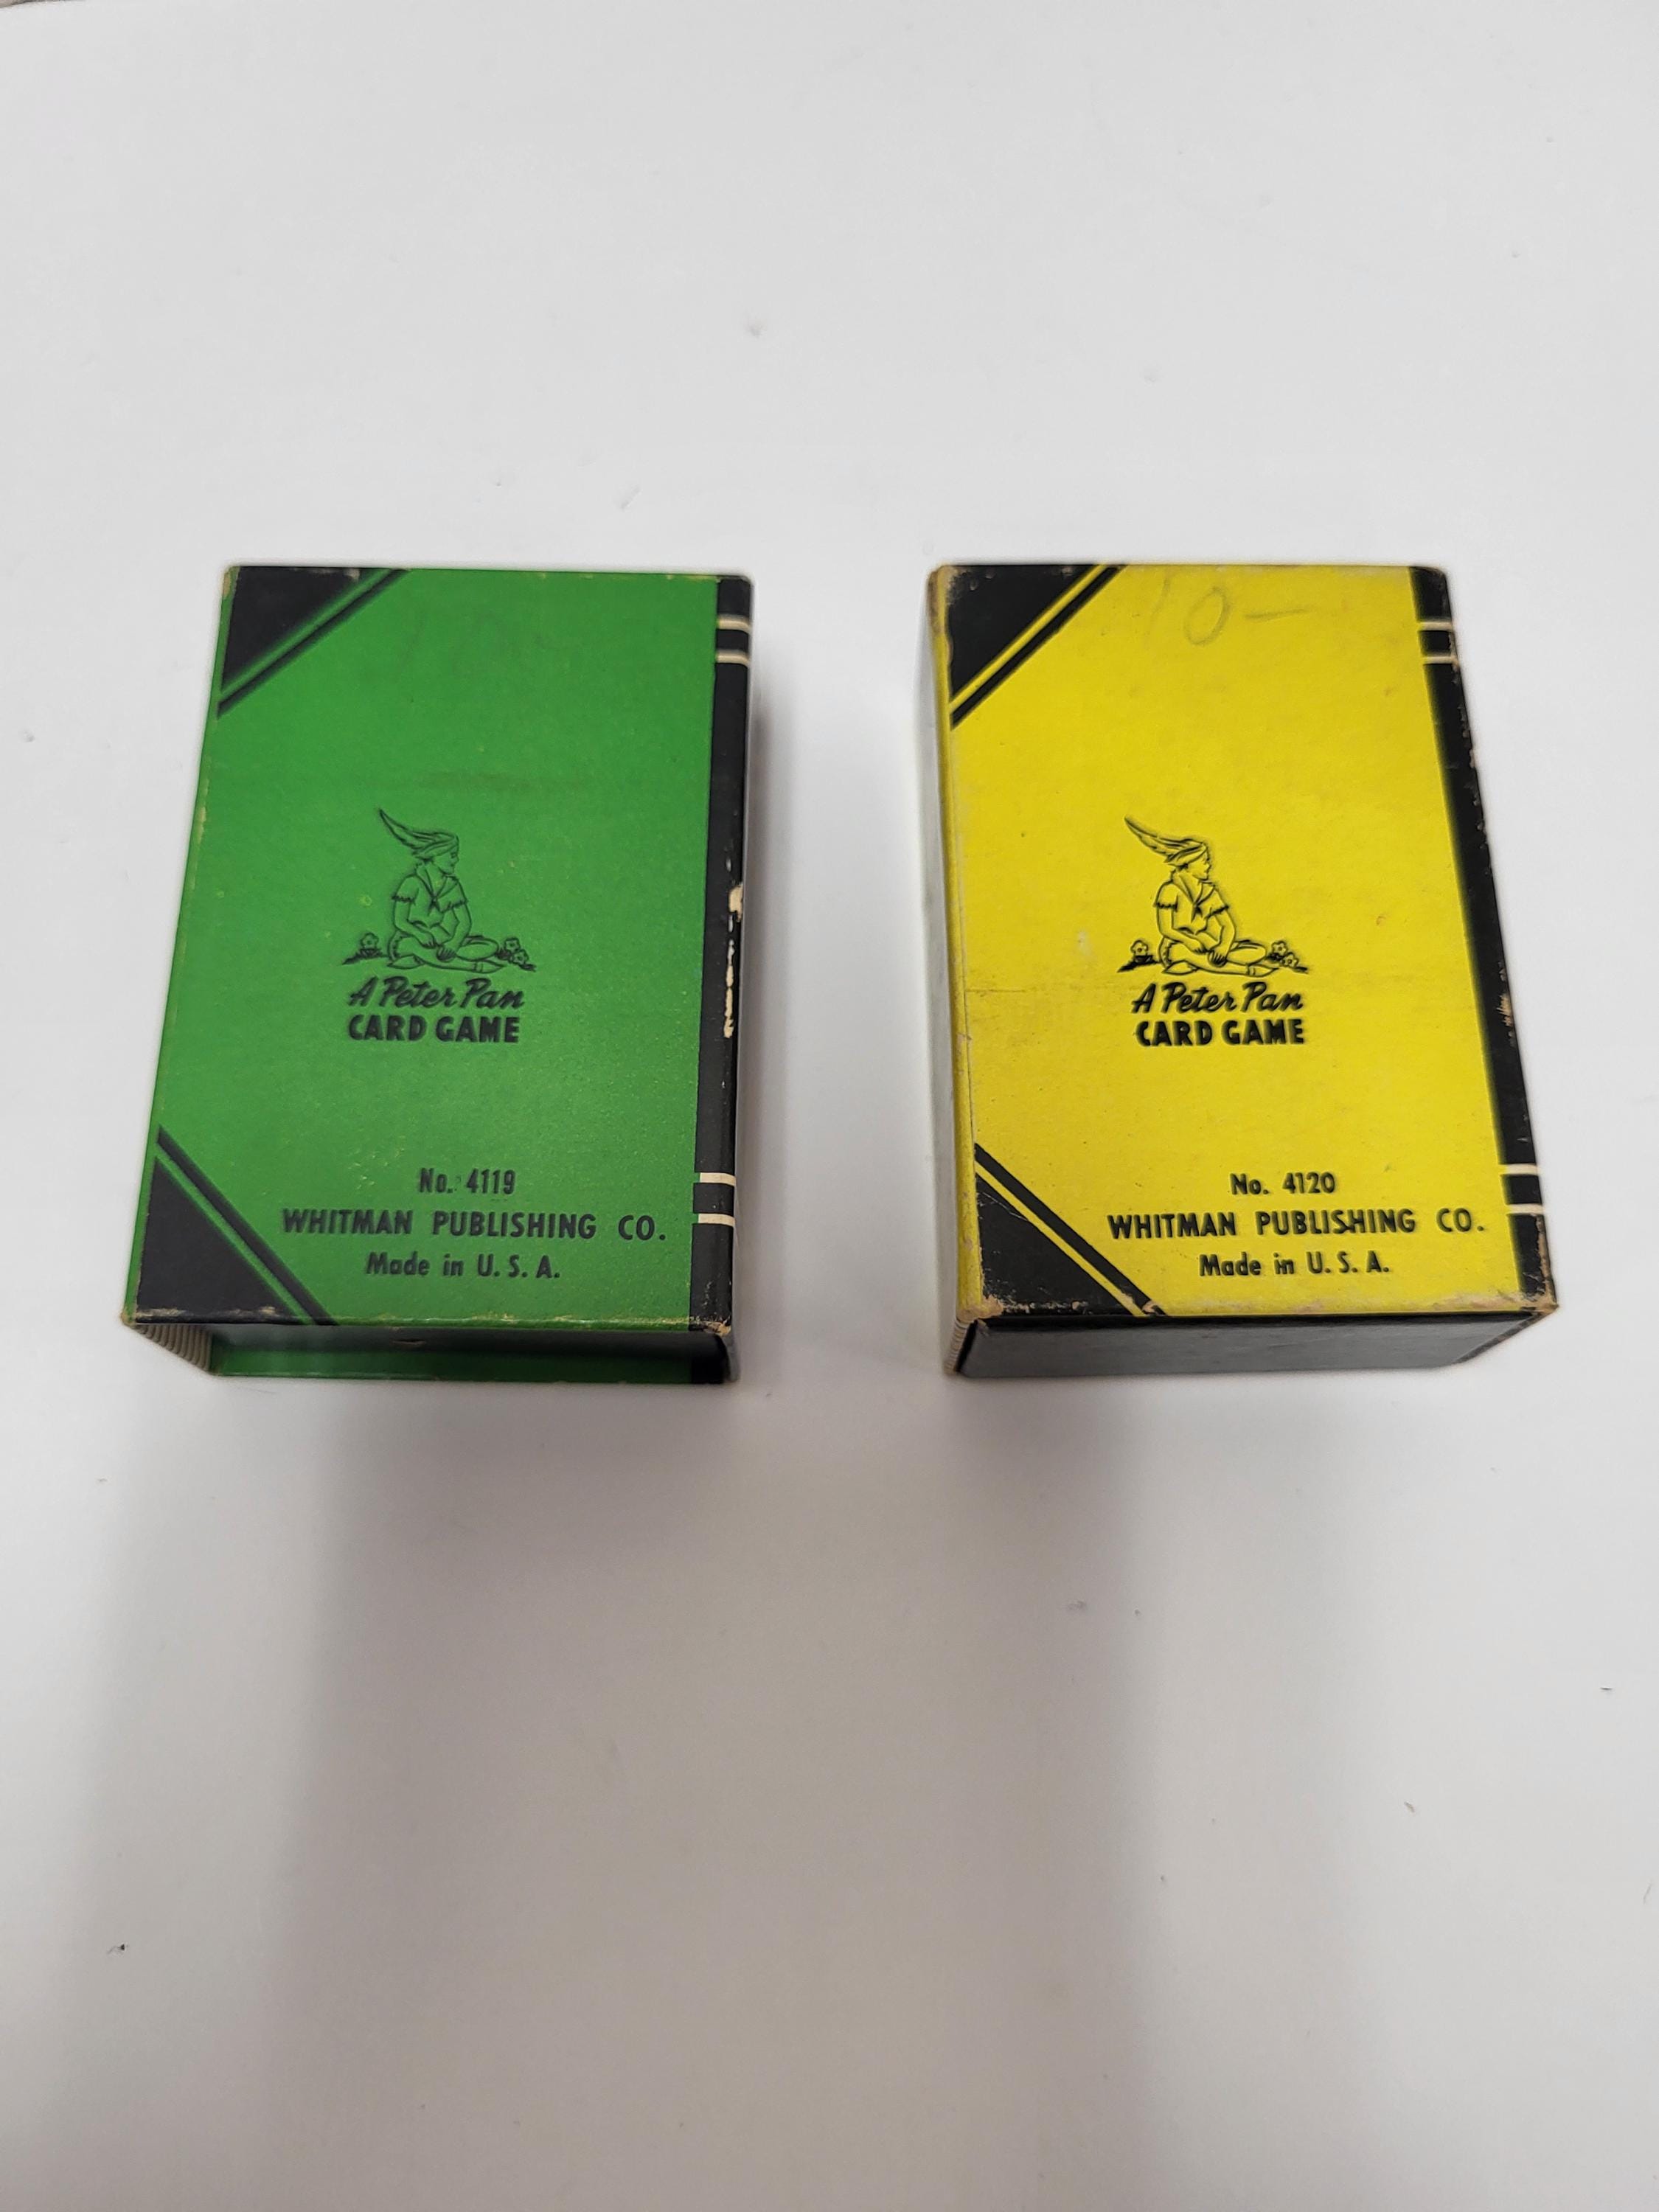 A Peter Pan
CARD GAME
No. 4119
WHITMAN PUBLISHING CO.
Made in U. S. A.
10-
A Peter Pan
CARD GAME
No. 4120
WHITMAN PUBLISHING CO.
Made in U. S. A.